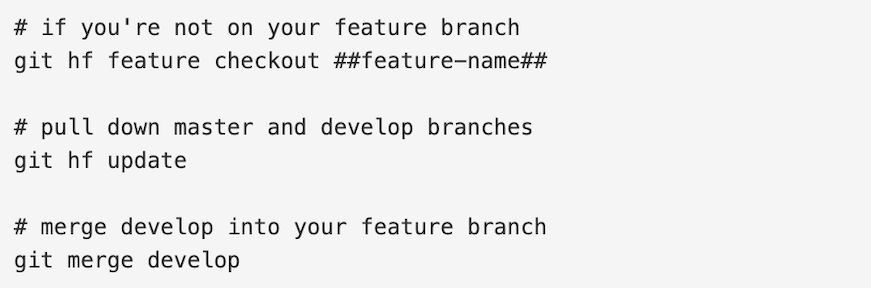 # if you're not on your feature branch
git hf feature checkout ##feature-name##
# pull down master and develop branches
git hf update
# merge develop into your feature branch
git merge develop